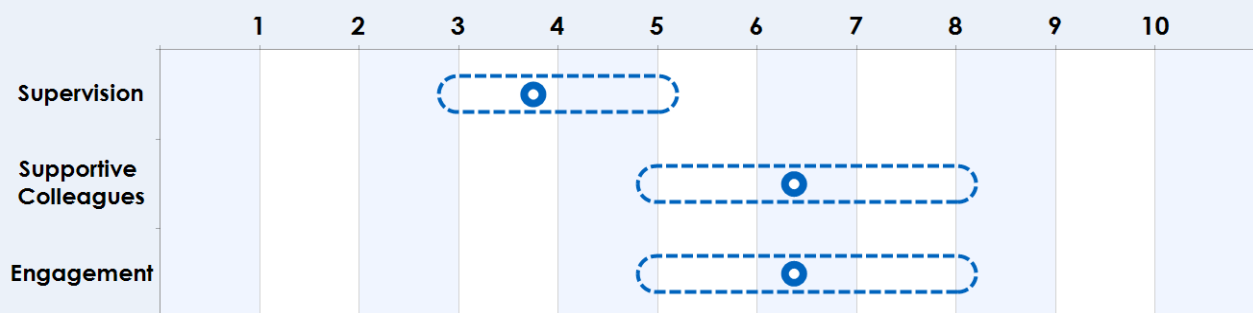 1 2 3 4 5 6 7 8 9 10
Supervision
Supportive
Colleagues
Engagement